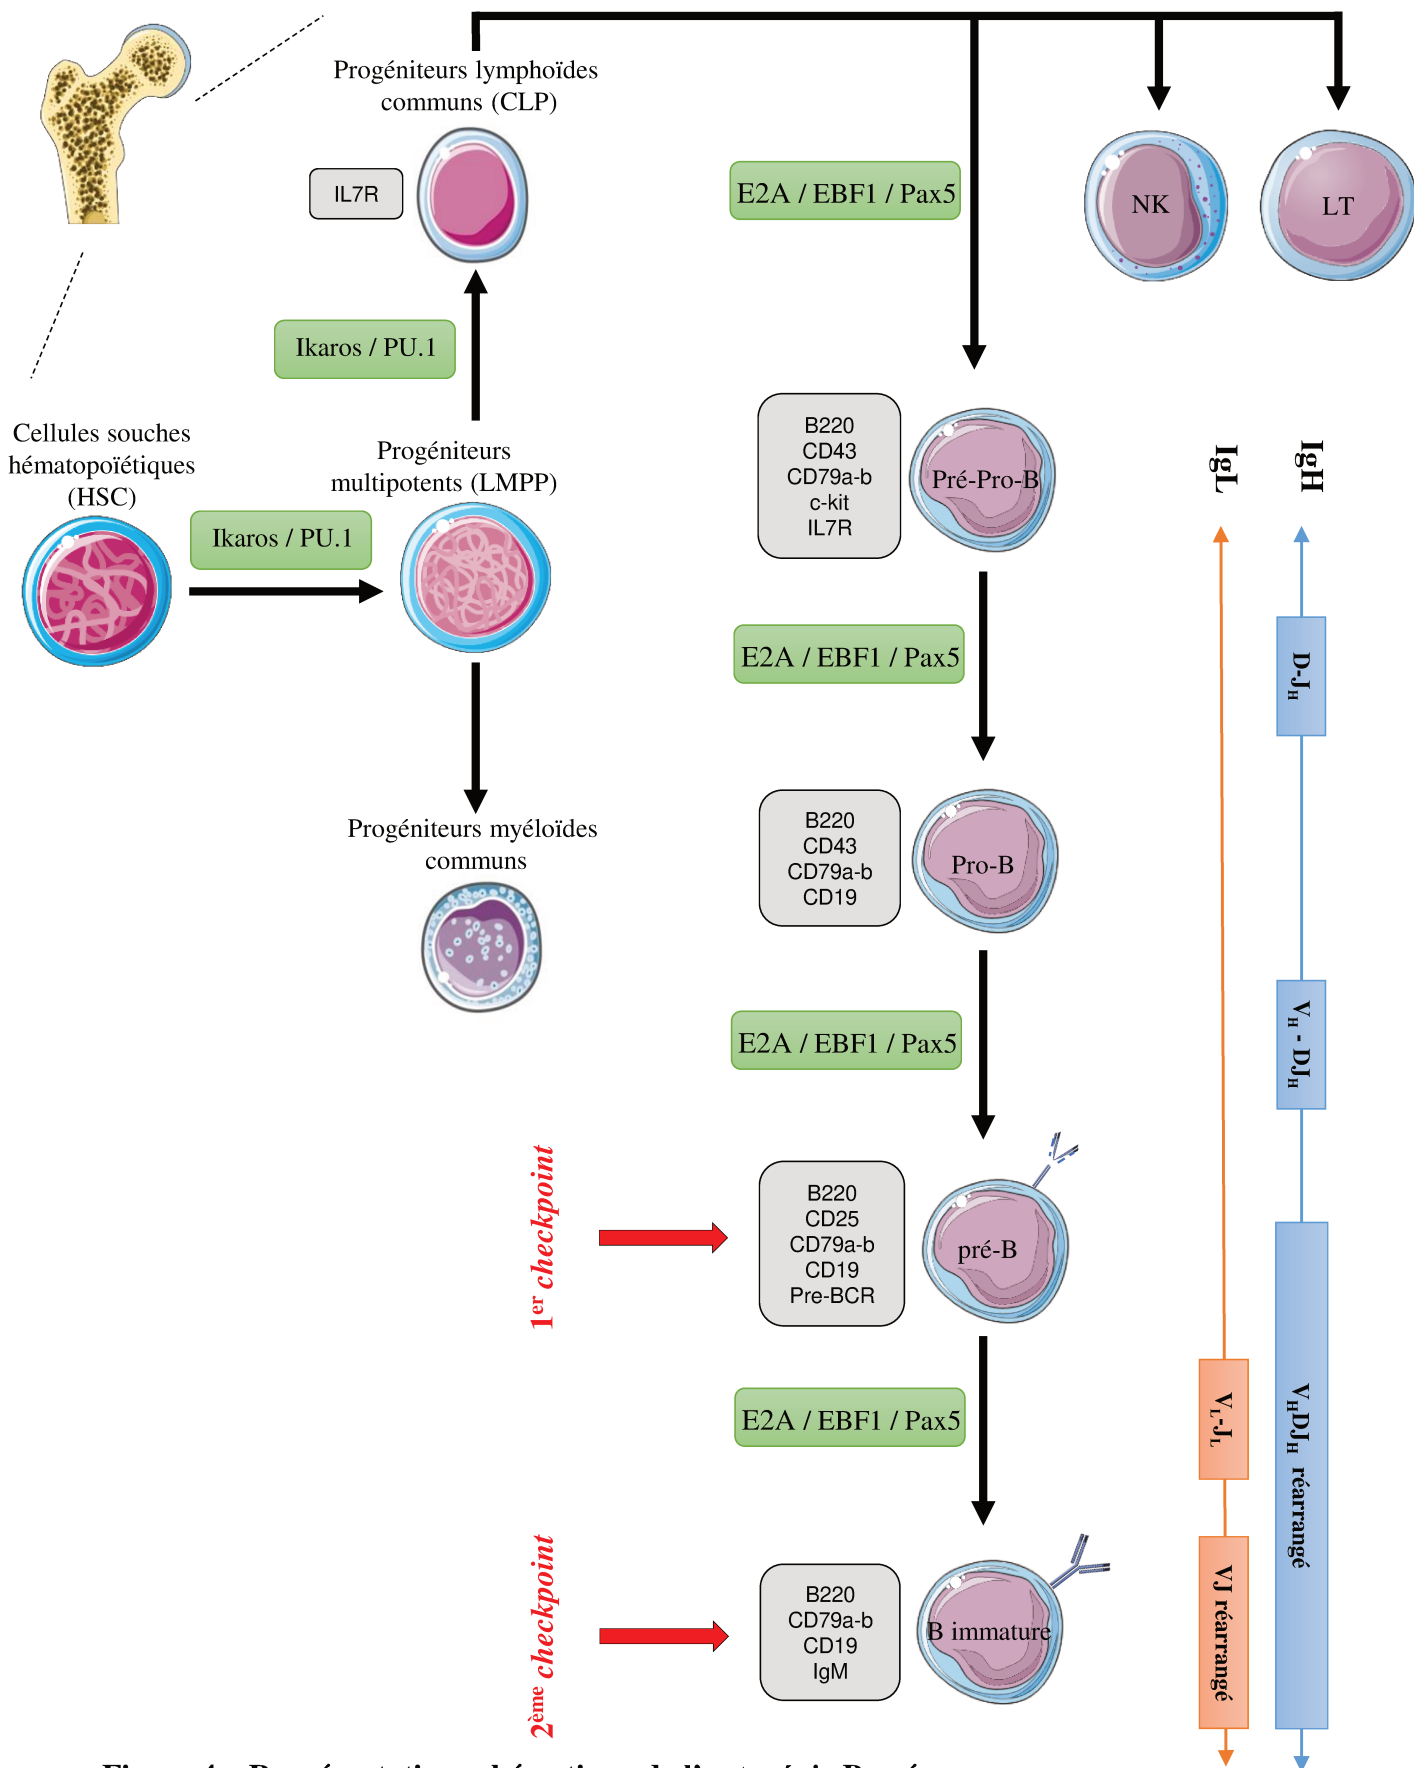 Progéniteurs lymphoïdes
communs (CLP)
IL7R
E2A / EBF1 / Pax5
NK
LT
Ikaros / PU.1
Cellules souches
hématopoïétiques
(HSC)
Ikaros / PU.1
Progéniteurs
multipotents (LMPP)
B220
CD43
CD79a-b
c-kit
IL7R
Pré-Pro-B
IgL
IgH
E2A / EBF1 / Pax5
D-JH
Progéniteurs myéloïdes
communs
B220
CD43
CD79a-b
CD19
Pro-B
E2A / EBF1 / Pax5
VH - DJH
1er checkpoint
B220
CD25
CD79a-b
CD19
Pre-BCR
pré-B
E2A / EBF1 / Pax5
VL-JL
VHDJH réarrangé
2ème checkpoint
B220
CD79a-b
CD19
IgM
B immature
VJ réarrangé